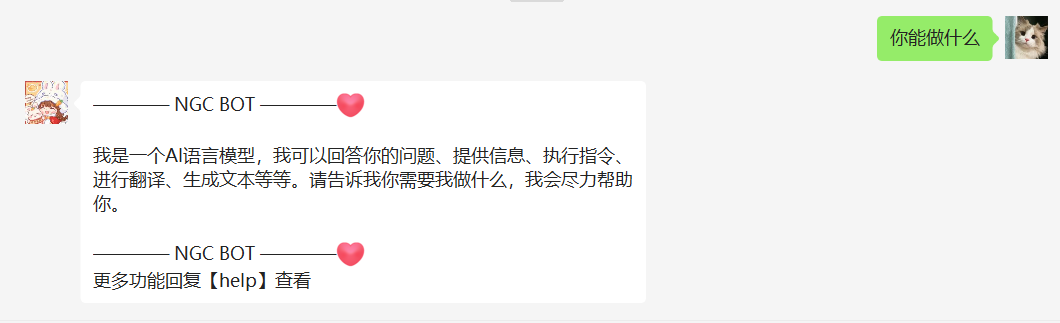 你能做什么
———— NGC BOT ————❤
我是一个AI语言模型，我可以回答你的问题、提供信息、执行指令、
进行翻译、生成文本等等。请告诉我你需要我做什么，我会尽力帮助
你。
———— NGC BOT ————❤
更多功能回复【help】查看